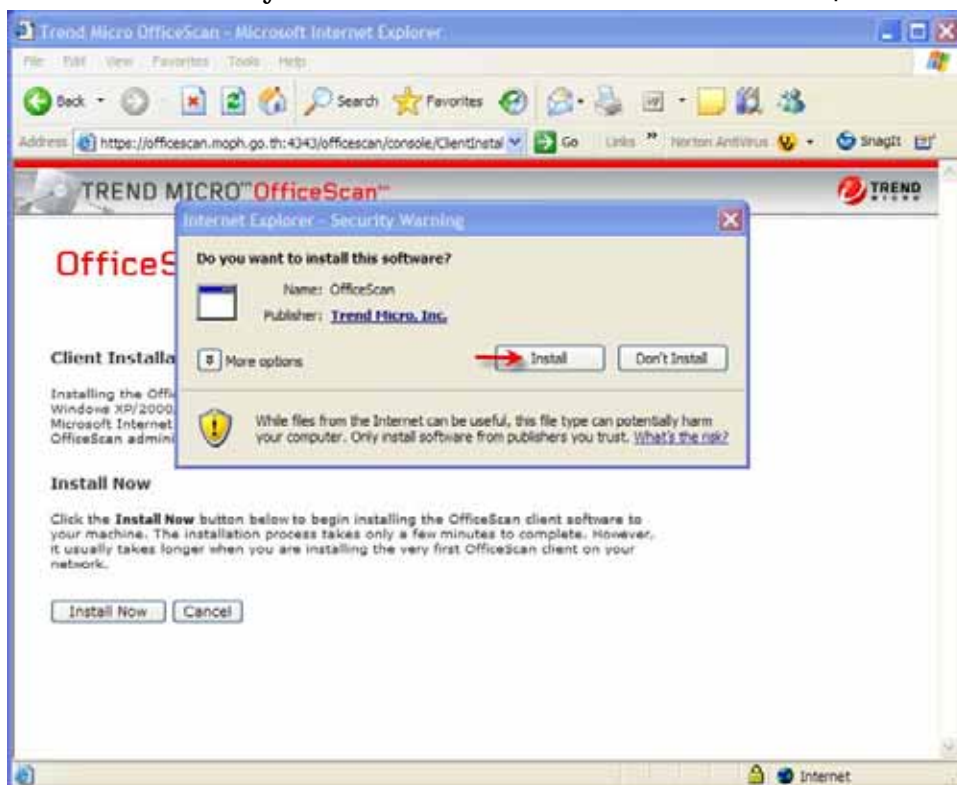 Trend Micro OfficeScan - Microsoft Internet Explorer
File Edit View Favorites Tools Help
Back Search Favorites
Address https://officescan.moph.go.th:4343/officescan/console/ClientInstal Go Links » Norton AntiVirus SnagIt
TREND MICRO™ OfficeScan™ TREND MICRO
Internet Explorer - Security Warning
Do you want to install this software?
OfficeS
Name: OfficeScan
Publisher: Trend Micro, Inc.
More options Install Don't Install
Client Installa
Installing the Offi
Windows XP/2000,
Microsoft Internet
OfficeScan admini
While files from the Internet can be useful, this file type can potentially harm
your computer. Only install software from publishers you trust. What's the risk?
Install Now
Click the Install Now button below to begin installing the OfficeScan client software to
your machine. The installation process takes only a few minutes to complete. However,
it usually takes longer when you are installing the very first OfficeScan client on your
network.
Install Now Cancel
Internet